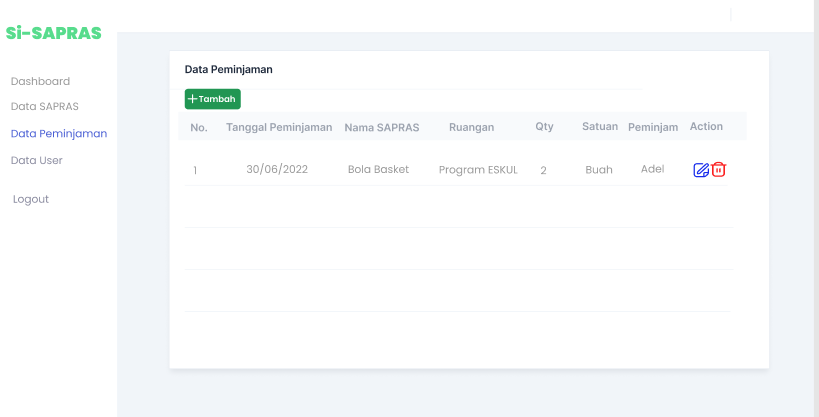 Si-SAPRAS
Dashboard
Data SAPRAS
Data Peminjaman
Data User
Logout
Data Peminjaman
+Tambah
No. Tanggal Peminjaman Nama SAPRAS Ruangan Qty Satuan Peminjam Action
1 30/06/2022 Bola Basket Program ESKUL 2 Buah Adel